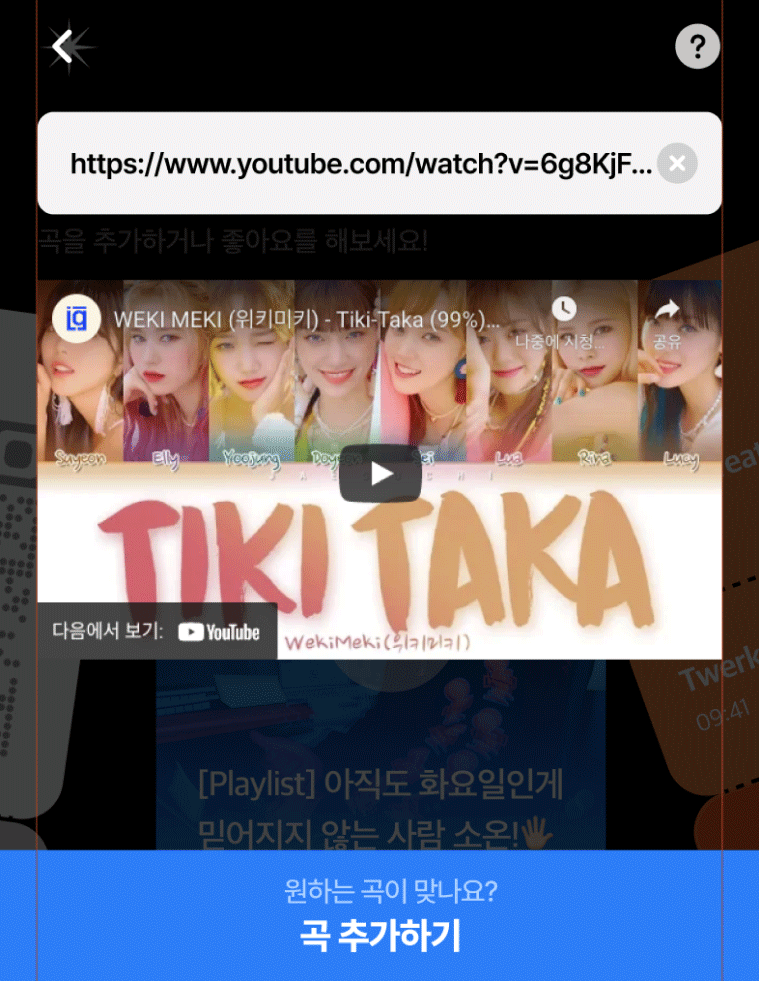 ?
https://www.youtube.com/watch?v=6g8KjF...
곡을 추가하거나 좋아요를 해보세요!
WEKI MEKI (위키미키) - Tiki-Taka (99%)...
나중에 시청...
공유
Suyeon Elly Yoojung Doyeon Sei Lua Rina Lucy
TIKI TAKA
WekiMeki(위키미키)
다음에서 보기: YouTube
Twerk
09:41
[Playlist] 아직도 화요일인게
믿어지지 않는 사람 소온!🖐
원하는 곡이 맞나요?
곡 추가하기